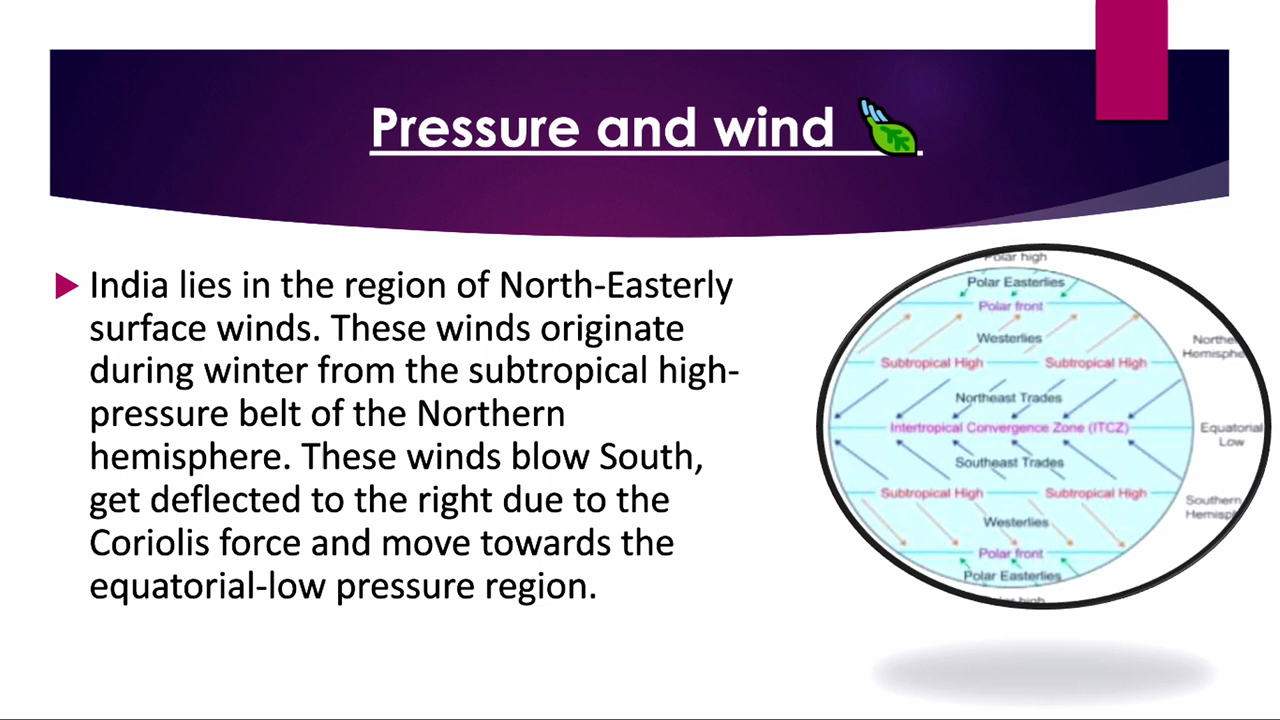 Pressure and wind
India lies in the region of North-Easterly
surface winds. These winds originate
during winter from the subtropical high-
pressure belt of the Northern
hemisphere. These winds blow South,
get deflected to the right due to the
Coriolis force and move towards the
equatorial-low pressure region.
Polar high
Polar Easterlies
Polar front
Westerlies
Northe
Hemisphe
Subtropical High Subtropical High
Northeast Trades
Intertropical Convergence Zone (ITCZ)
Equatorial
Low
Southeast Trades
Subtropical High Subtropical High
Southern
Hemisp
Westerlies
Polar front
Polar Easterlies